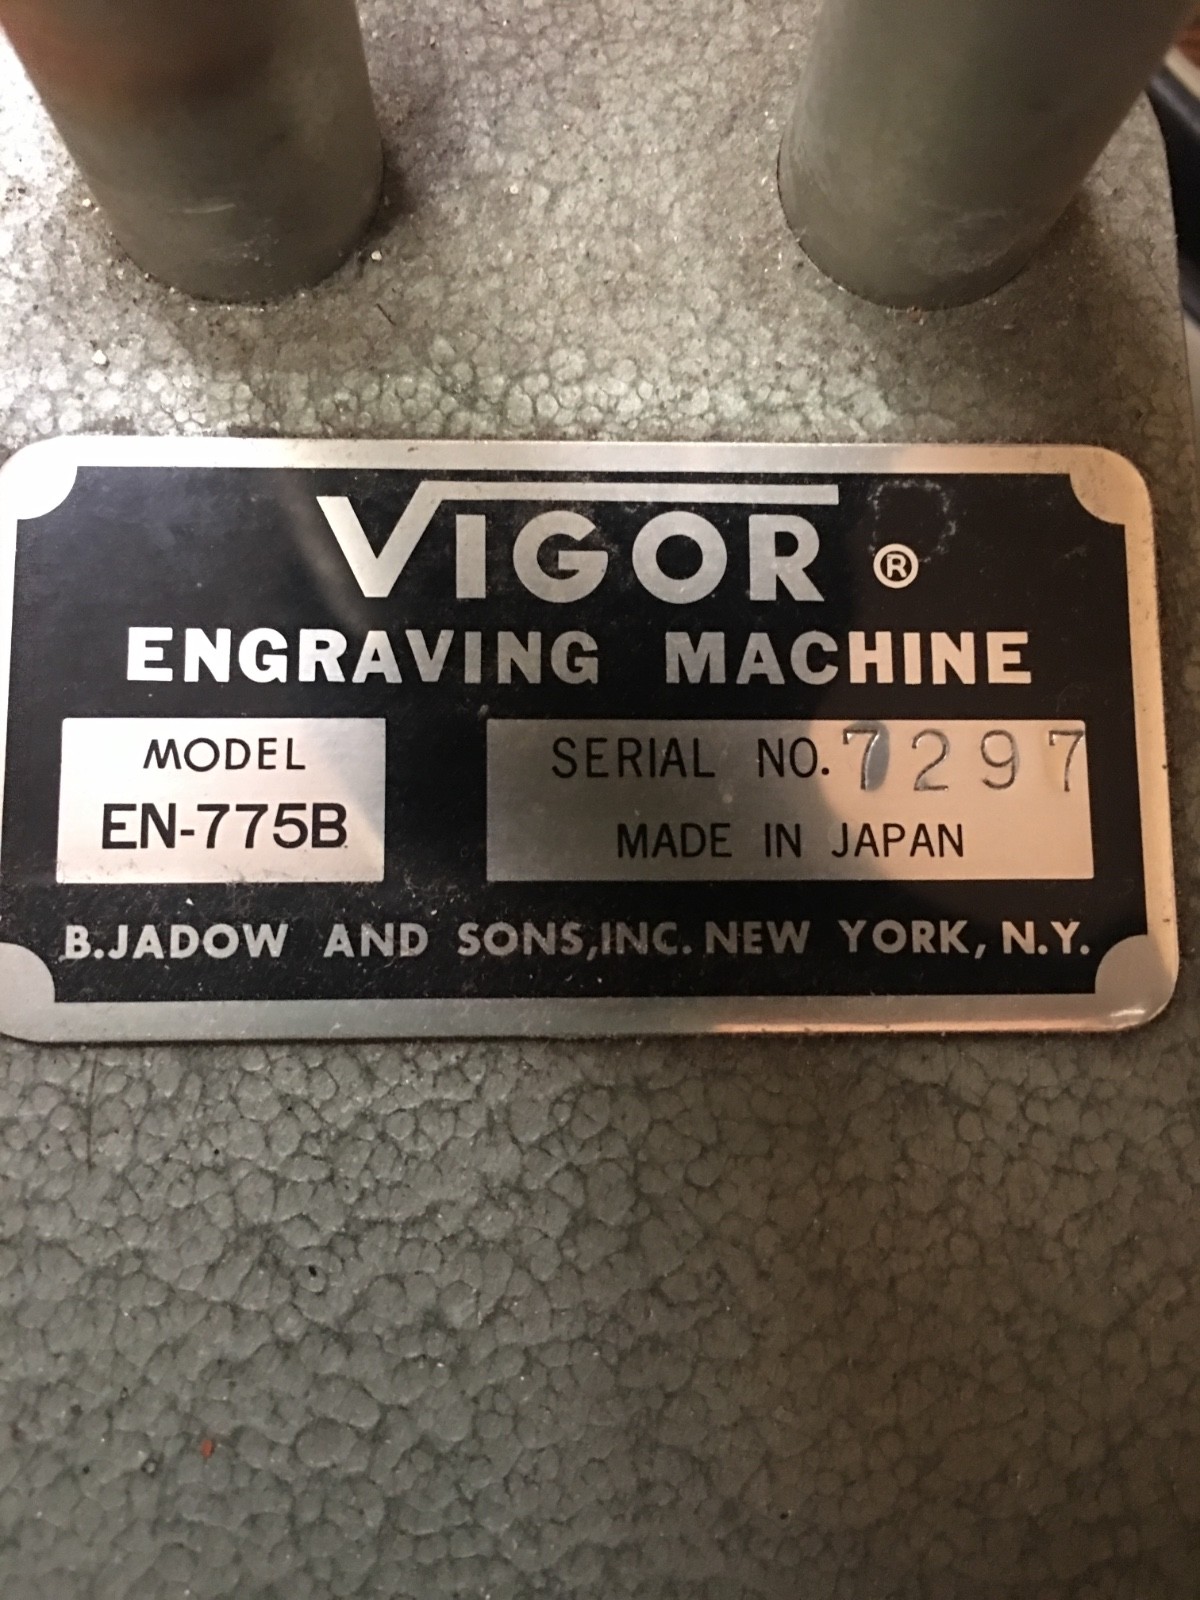 VIGOR ®
ENGRAVING MACHINE
MODEL
EN-775B
SERIAL NO. 7297
MADE IN JAPAN
B.JADOW AND SONS,INC. NEW YORK, N.Y.